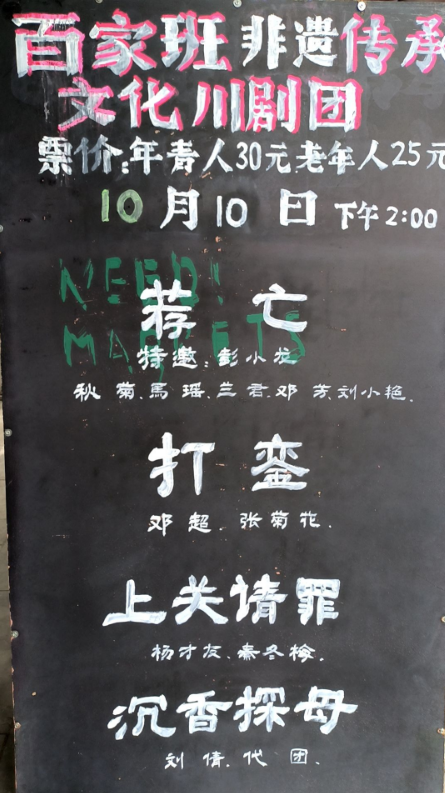 百家班非遗传承
文化川剧团
票价:年青人30元老年人25元
10月10日 下午2:00
NEED!
MARKETS
荐亡
特邀:彭小龙
秋菊、馬瑶、兰君、邓芳、刘小艳.
打銮
邓超、张菊花.
上关请罪
杨才友、秦冬梅.
沉香探母
刘倩、代团.